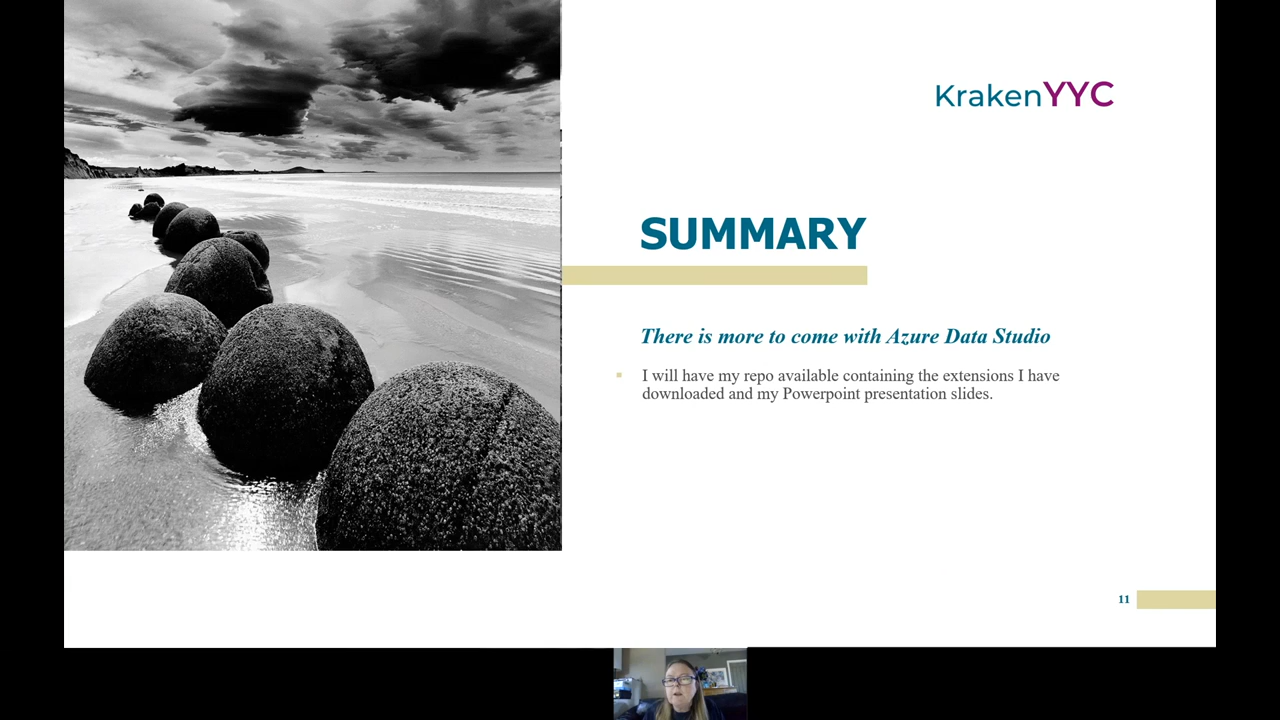 KrakenYYC
SUMMARY
There is more to come with Azure Data Studio
▪ I will have my repo available containing the extensions I have
downloaded and my Powerpoint presentation slides.
11